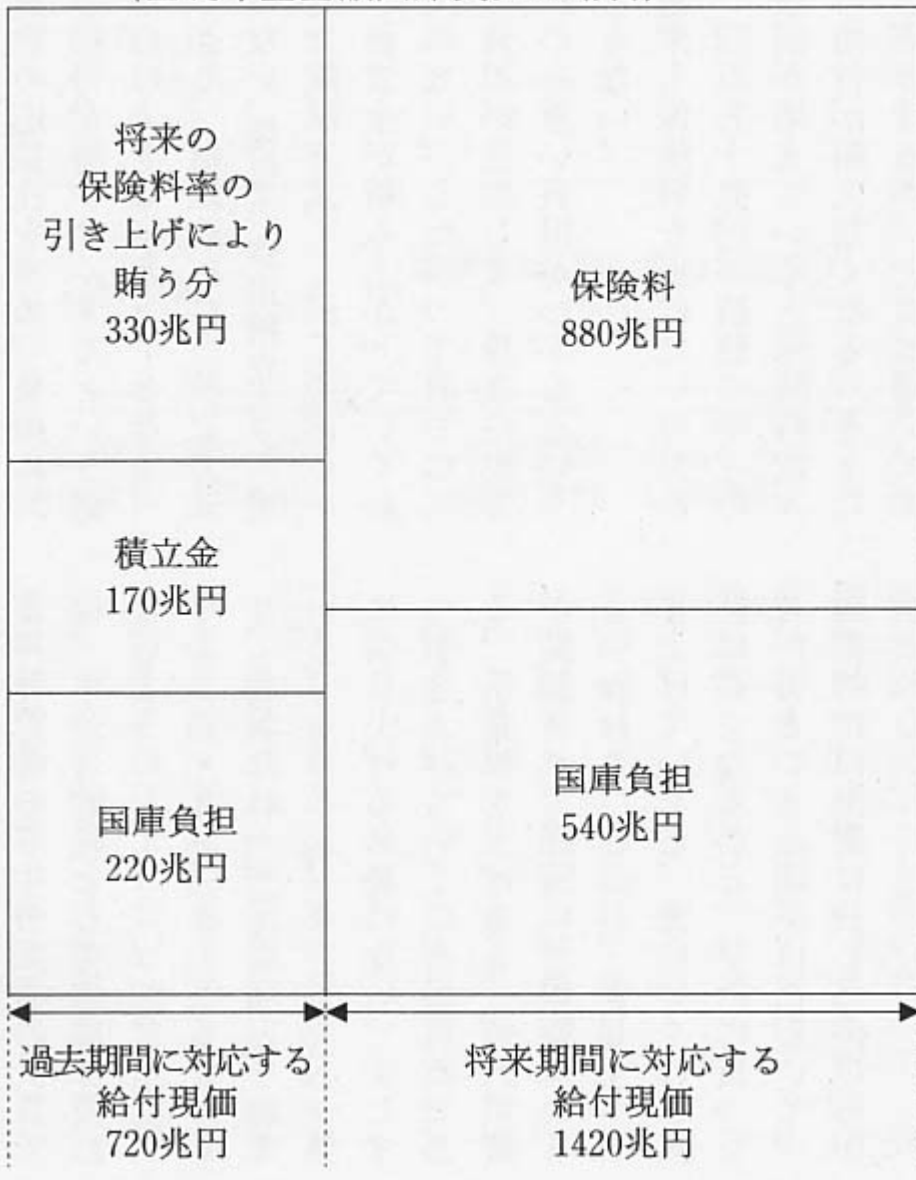 将来の
保険料率の
引き上げにより
賄う分
330兆円
積立金
170兆円
国庫負担
220兆円
保険料
880兆円
国庫負担
540兆円
過去期間に対応する
給付現価
720兆円
将来期間に対応する
給付現価
1420兆円